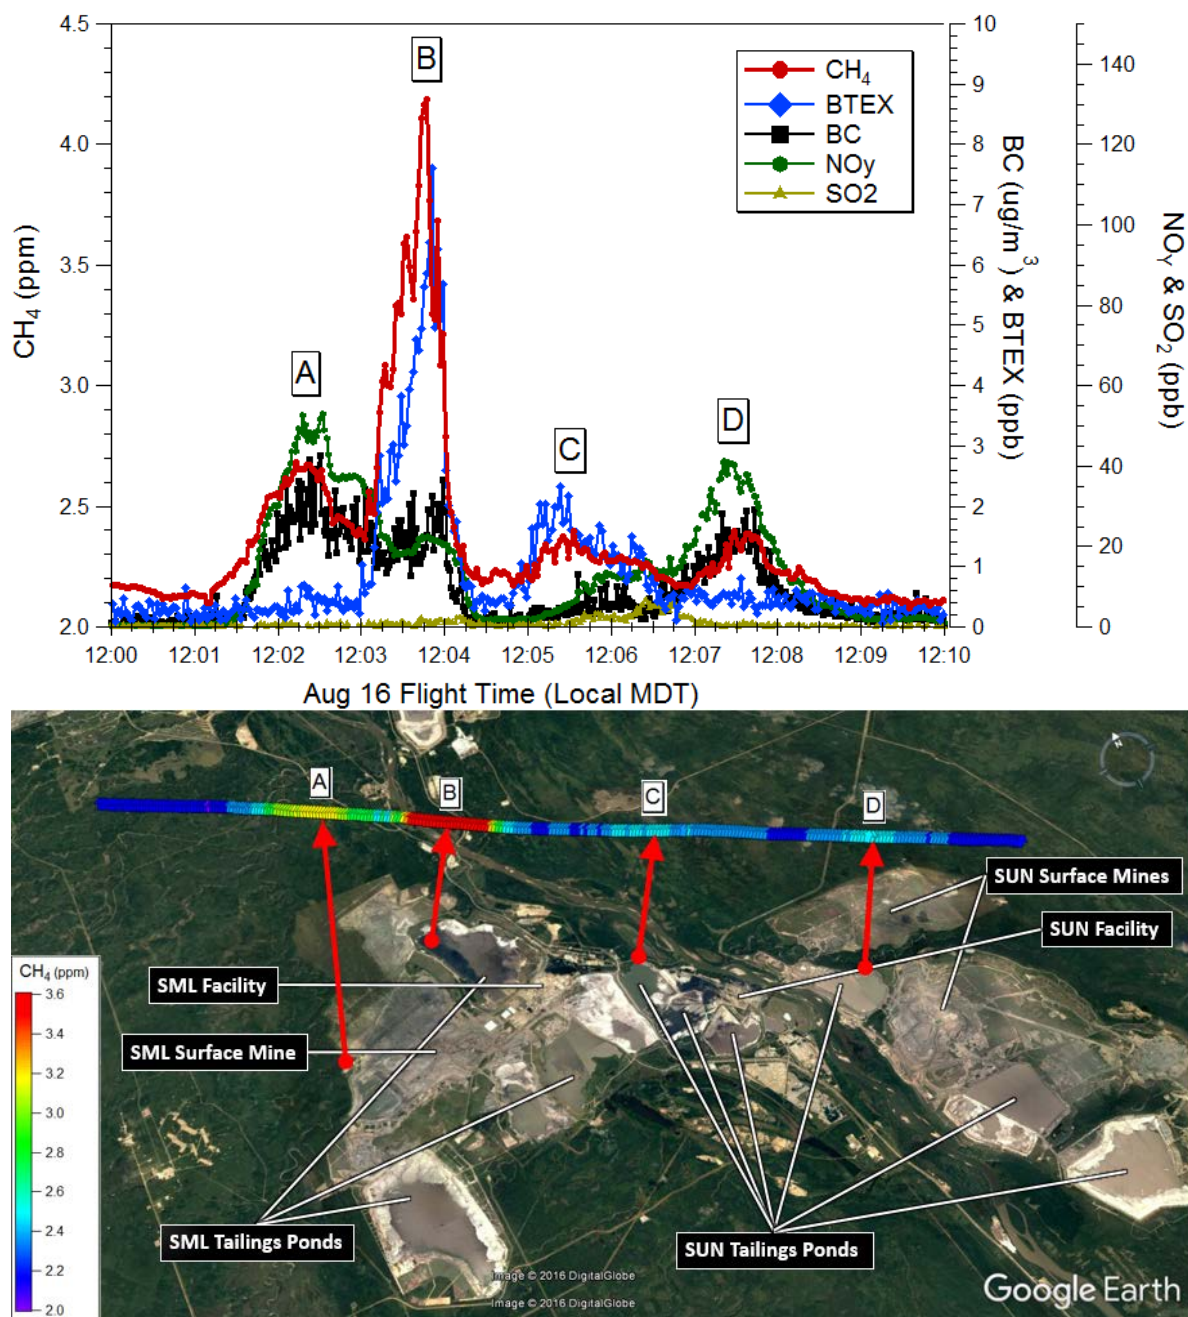 4.5
4.0
3.5
3.0
2.5
2.0
CH4 (ppm)
A
B
C
D
CH4
BTEX
BC
NOy
SO2
10
9
8
7
6
5
4
3
2
1
0
BC (ug/m3) & BTEX (ppb)
140
120
100
80
60
40
20
0
NOY & SO2 (ppb)
12:00 12:01 12:02 12:03 12:04 12:05 12:06 12:07 12:08 12:09 12:10
Aug 16 Flight Time (Local MDT)
A
B
C
D
N
SUN Surface Mines
SUN Facility
SML Facility
SML Surface Mine
SML Tailings Ponds
SUN Tailings Ponds
CH4 (ppm)
3.6
3.4
3.2
3.0
2.8
2.6
2.4
2.2
2.0
Image © 2016 DigitalGlobe
Image © 2016 DigitalGlobe
Google Earth